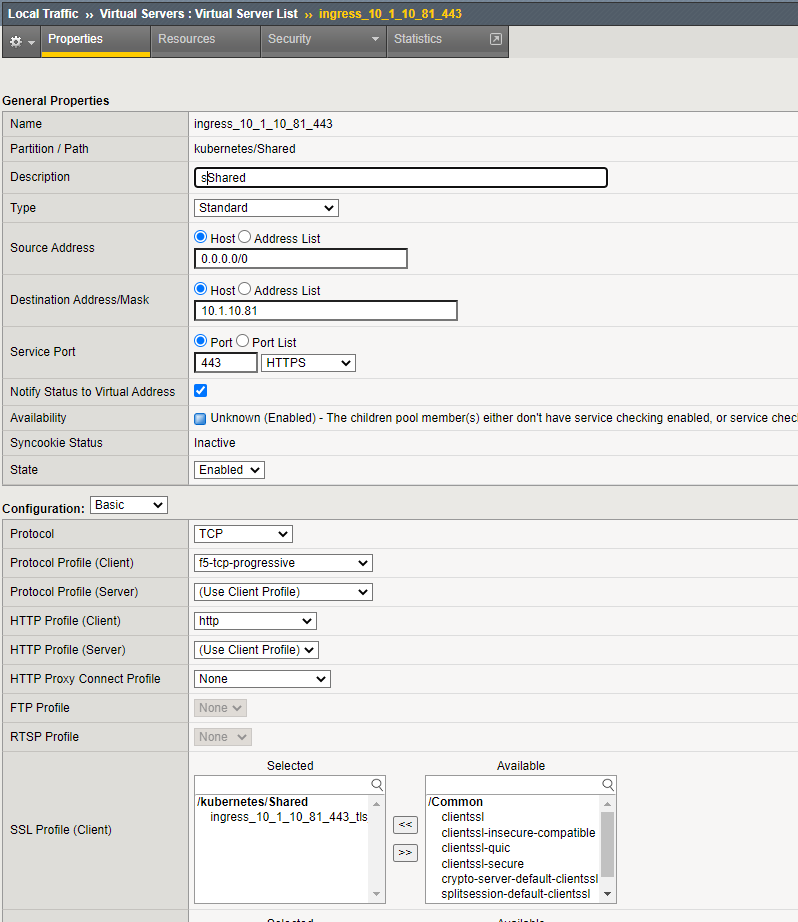 Local Traffic ›› Virtual Servers : Virtual Server List ›› ingress_10_1_10_81_443
Properties Resources Security Statistics
General Properties
Name ingress_10_1_10_81_443
Partition / Path kubernetes/Shared
Description sShared
Type Standard
Source Address Host Address List
0.0.0.0/0
Destination Address/Mask Host Address List
10.1.10.81
Service Port Port Port List
443 HTTPS
Notify Status to Virtual Address
Availability Unknown (Enabled) - The children pool member(s) either don't have service checking enabled, or service chec
Syncookie Status Inactive
State Enabled
Configuration: Basic
Protocol TCP
Protocol Profile (Client) f5-tcp-progressive
Protocol Profile (Server) (Use Client Profile)
HTTP Profile (Client) http
HTTP Profile (Server) (Use Client Profile)
HTTP Proxy Connect Profile None
FTP Profile None
RTSP Profile None
SSL Profile (Client)
Selected Available
/kubernetes/Shared /Common
ingress_10_1_10_81_443_tls clientssl
clientssl-insecure-compatible
<< clientssl-quic
>> clientssl-secure
crypto-server-default-clientssl
splitsession-default-clientssl
Selected Available